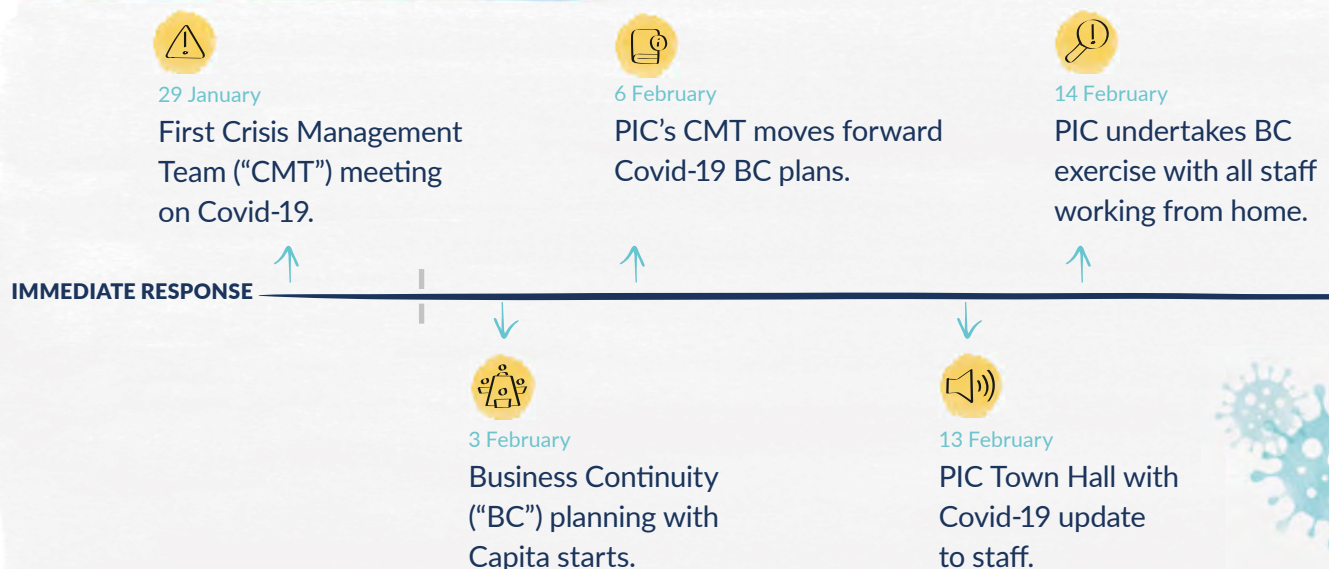 29 January
First Crisis Management
Team (“CMT”) meeting
on Covid-19.
6 February
PIC’s CMT moves forward
Covid-19 BC plans.
14 February
PIC undertakes BC
exercise with all staff
working from home.
IMMEDIATE RESPONSE
3 February
Business Continuity
(“BC”) planning with
Capita starts.
13 February
PIC Town Hall with
Covid-19 update
to staff.